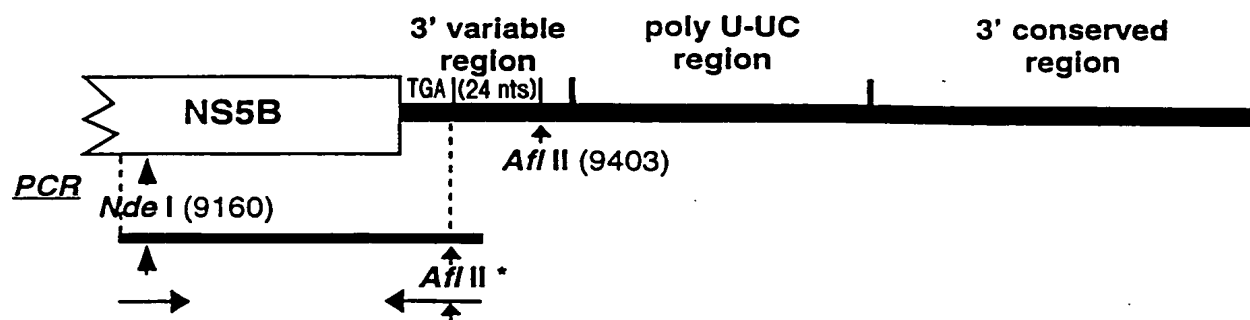 3' variable region
poly U-UC region
3' conserved region
TGA (24 nts)
NS5B
Afl II (9403)
PCR
Nde I (9160)
Afl II *